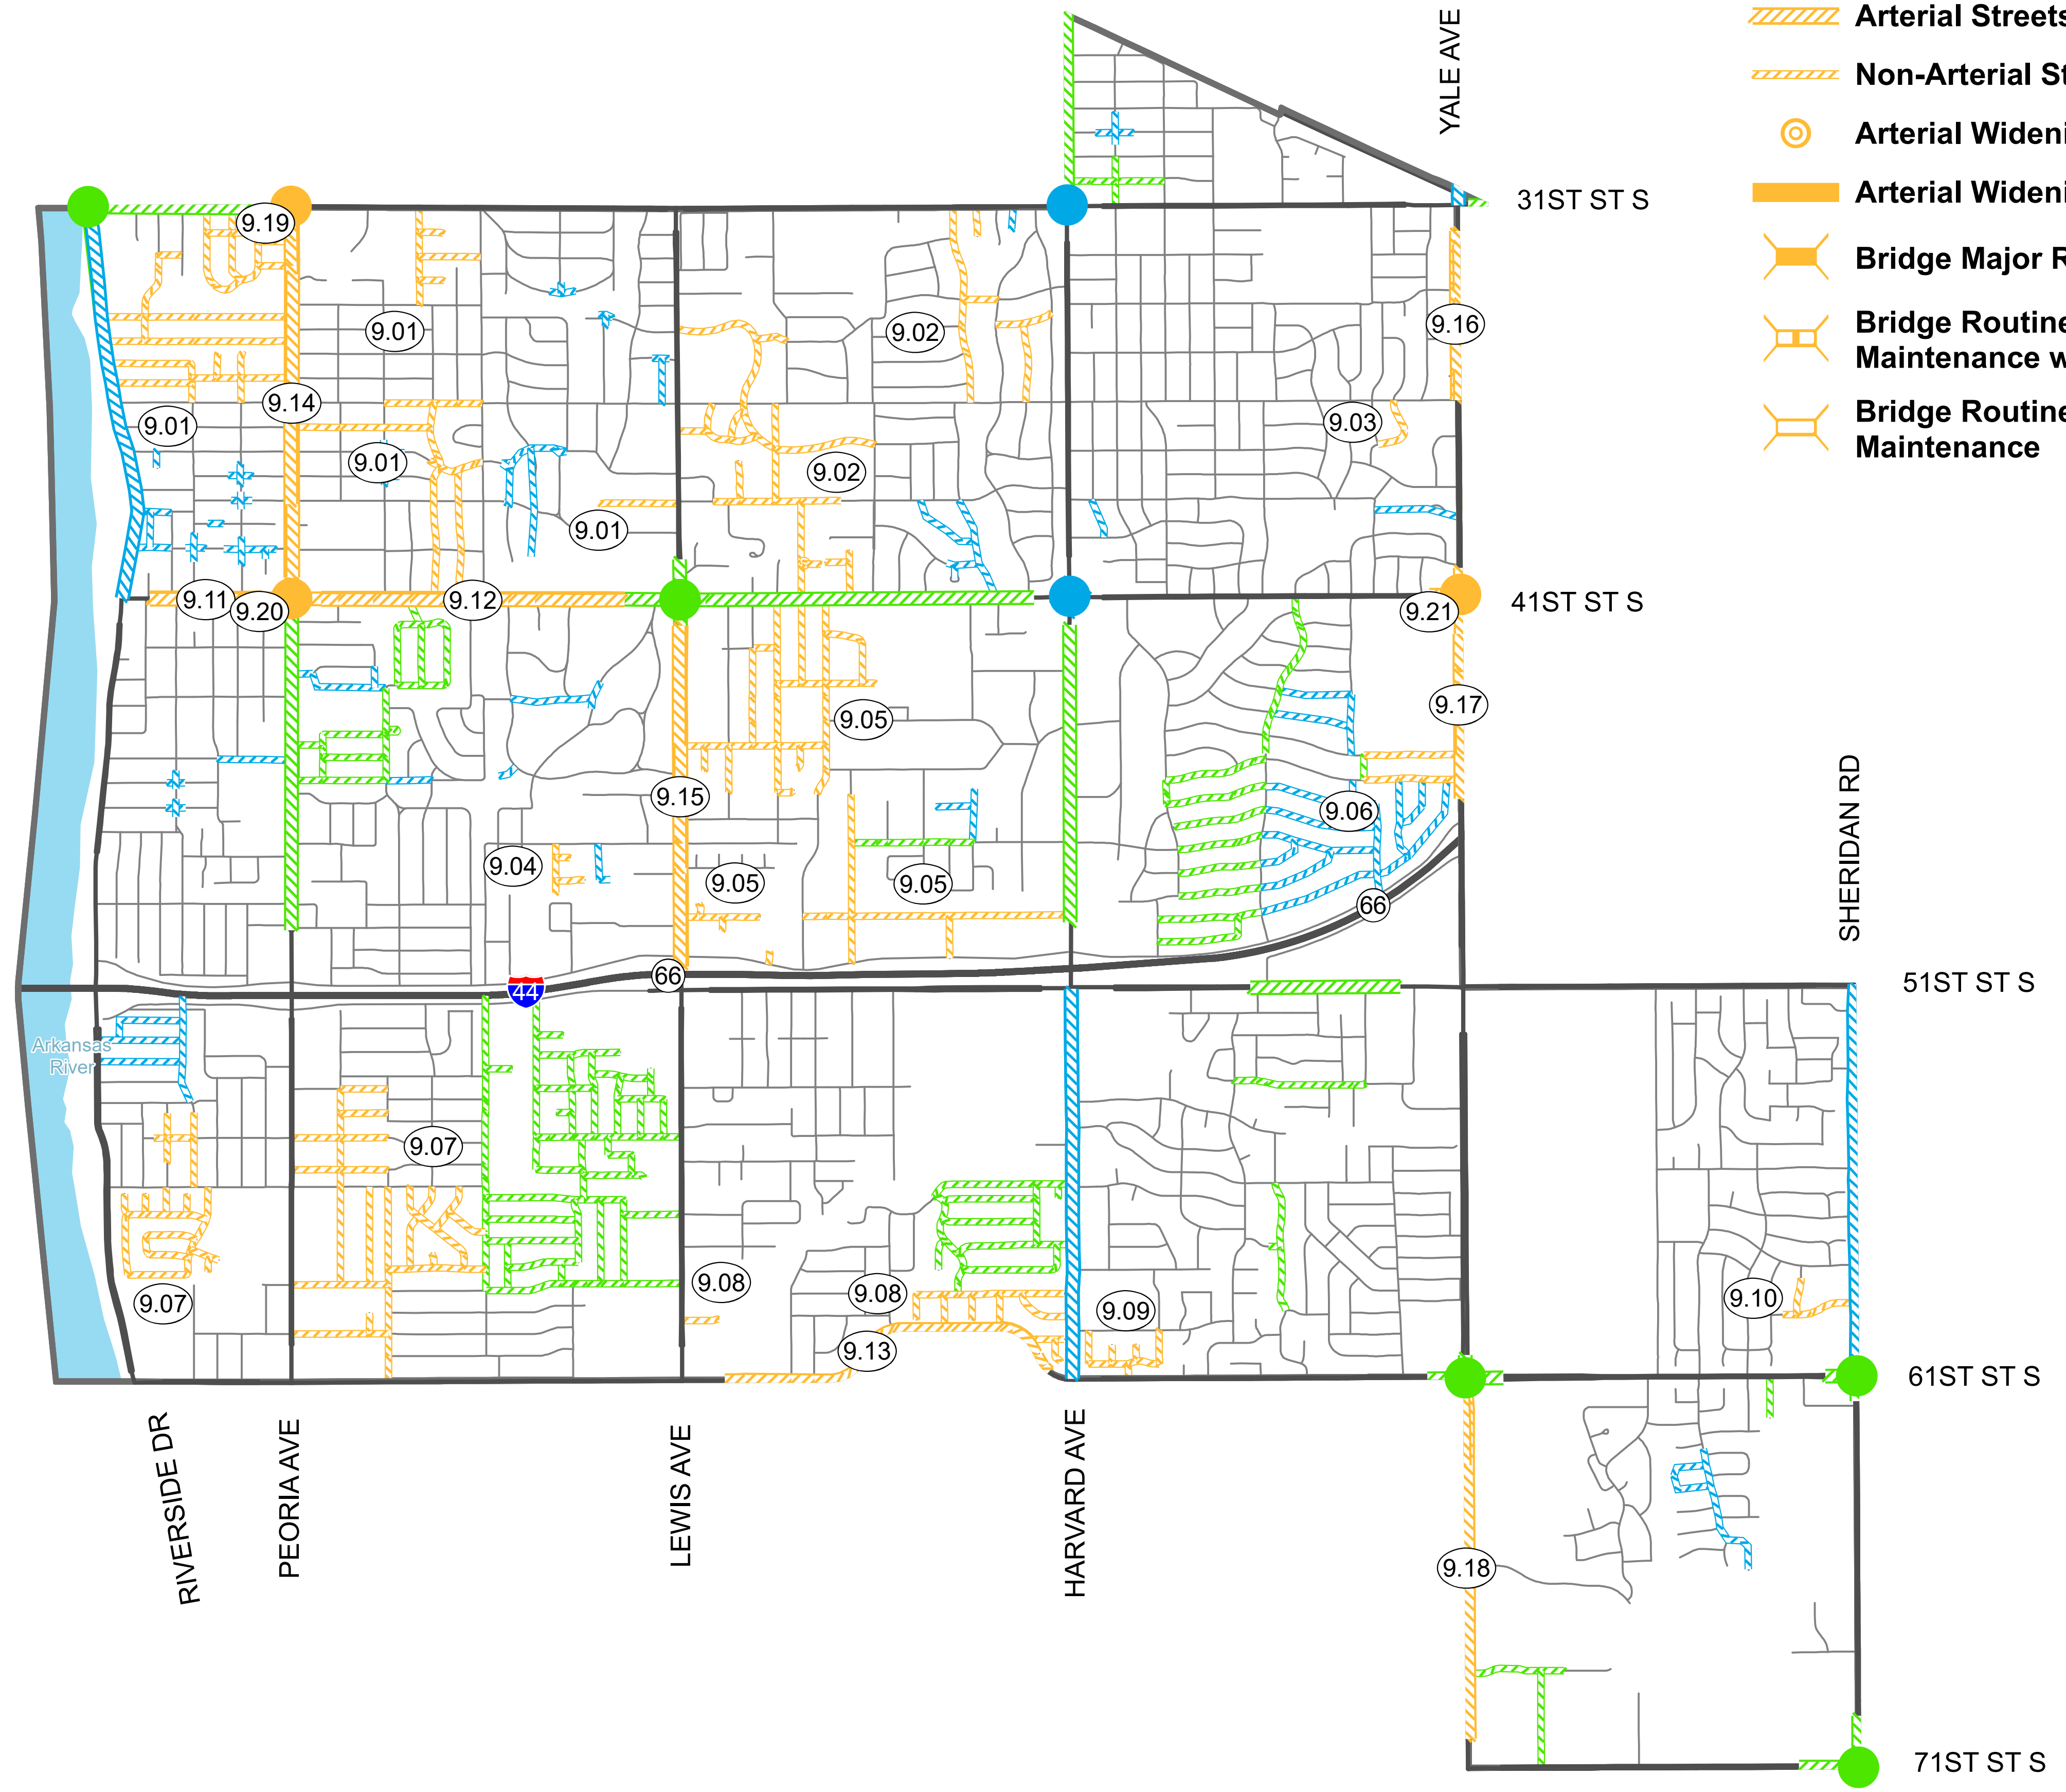 Arterial Streets
YALE AVE
Non-Arterial St
Arterial Wideni
Arterial Wideni
31ST ST S
9.19
Bridge Major R
9.01
9.02
9.16
Bridge Routine
Maintenance w
9.14
9.01
9.03
Bridge Routine
Maintenance
9.01
9.02
9.01
9.11
9.20
9.12
9.21
41ST ST S
9.05
9.17
9.15
9.06
SHERIDAN RD
9.04
9.05
9.05
66
66
44
51ST ST S
Arkansas
River
9.07
9.08
9.08
9.09
9.10
9.07
9.13
61ST ST S
RIVERSIDE DR
PEORIA AVE
LEWIS AVE
HARVARD AVE
9.18
71ST ST S